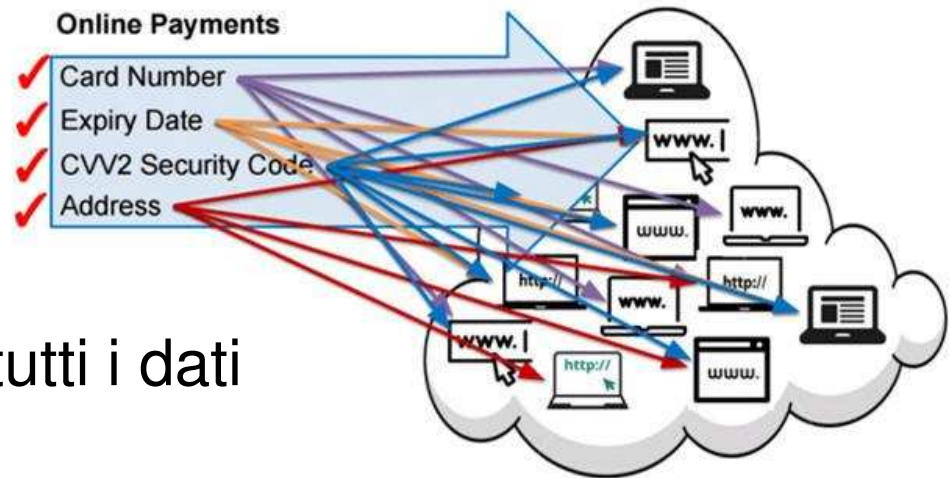 Online Payments
Card Number
Expiry Date
CVV2 Security Code
Address
www.
www.
www.
http://
www.
http://
www.
http://
www.
tutti i dati